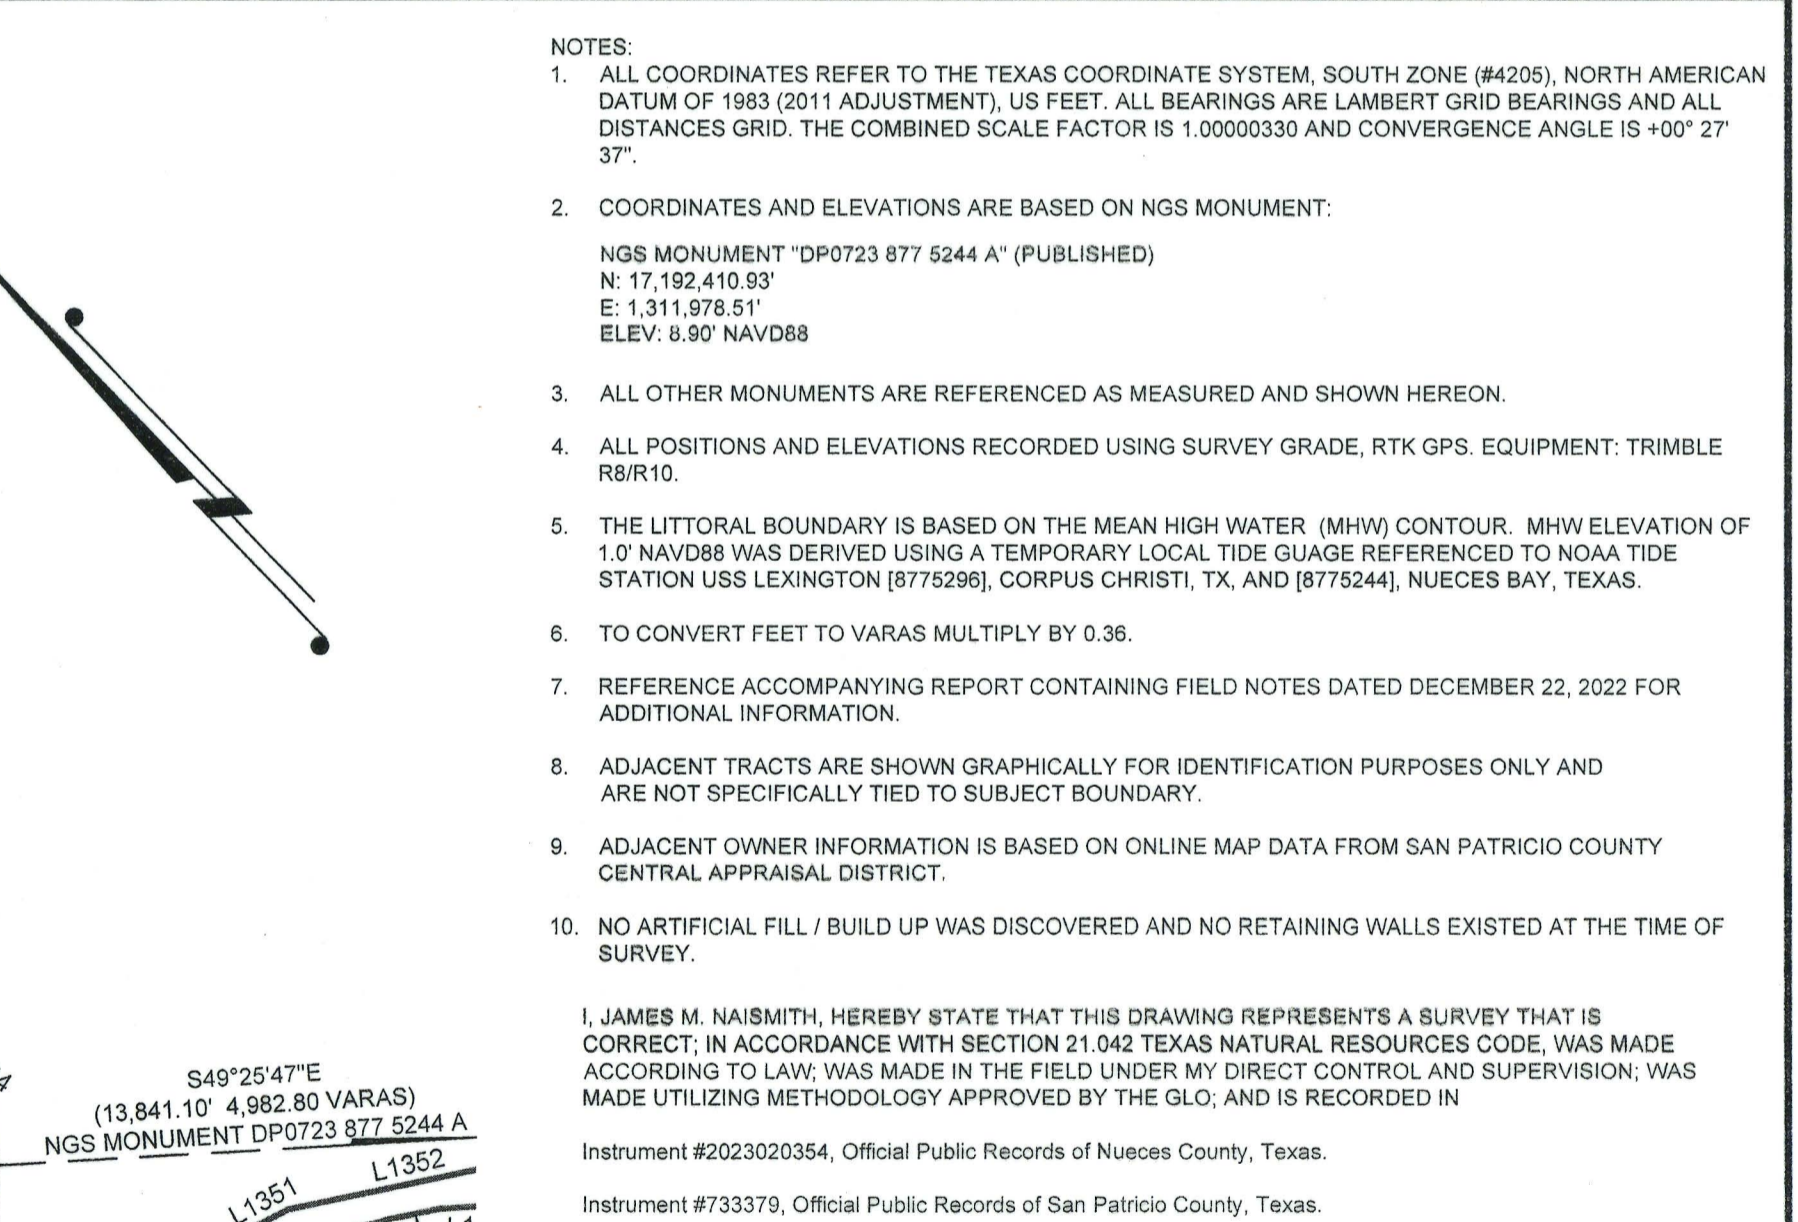 NOTES:
1. ALL COORDINATES REFER TO THE TEXAS COORDINATE SYSTEM, SOUTH ZONE (#4205), NORTH AMERICAN
DATUM OF 1983 (2011 ADJUSTMENT), US FEET. ALL BEARINGS ARE LAMBERT GRID BEARINGS AND ALL
DISTANCES GRID. THE COMBINED SCALE FACTOR IS 1.00000330 AND CONVERGENCE ANGLE IS +00° 27'
37".
2. COORDINATES AND ELEVATIONS ARE BASED ON NGS MONUMENT:
NGS MONUMENT "DP0723 877 5244 A" (PUBLISHED)
N: 17,192,410.93'
E: 1,311,978.51'
ELEV: 8.90' NAVD88
3. ALL OTHER MONUMENTS ARE REFERENCED AS MEASURED AND SHOWN HEREON.
4. ALL POSITIONS AND ELEVATIONS RECORDED USING SURVEY GRADE, RTK GPS. EQUIPMENT: TRIMBLE
R8/R10.
5. THE LITTORAL BOUNDARY IS BASED ON THE MEAN HIGH WATER (MHW) CONTOUR. MHW ELEVATION OF
1.0' NAVD88 WAS DERIVED USING A TEMPORARY LOCAL TIDE GUAGE REFERENCED TO NOAA TIDE
STATION USS LEXINGTON [8775296], CORPUS CHRISTI, TX, AND [8775244], NUECES BAY, TEXAS.
6. TO CONVERT FEET TO VARAS MULTIPLY BY 0.36.
7. REFERENCE ACCOMPANYING REPORT CONTAINING FIELD NOTES DATED DECEMBER 22, 2022 FOR
ADDITIONAL INFORMATION.
8. ADJACENT TRACTS ARE SHOWN GRAPHICALLY FOR IDENTIFICATION PURPOSES ONLY AND
ARE NOT SPECIFICALLY TIED TO SUBJECT BOUNDARY.
9. ADJACENT OWNER INFORMATION IS BASED ON ONLINE MAP DATA FROM SAN PATRICIO COUNTY
CENTRAL APPRAISAL DISTRICT.
10. NO ARTIFICIAL FILL / BUILD UP WAS DISCOVERED AND NO RETAINING WALLS EXISTED AT THE TIME OF
SURVEY.
I, JAMES M. NAISMITH, HEREBY STATE THAT THIS DRAWING REPRESENTS A SURVEY THAT IS
CORRECT; IN ACCORDANCE WITH SECTION 21.042 TEXAS NATURAL RESOURCES CODE, WAS MADE
ACCORDING TO LAW; WAS MADE IN THE FIELD UNDER MY DIRECT CONTROL AND SUPERVISION; WAS
MADE UTILIZING METHODOLOGY APPROVED BY THE GLO; AND IS RECORDED IN
Instrument #2023020354, Official Public Records of Nueces County, Texas.
Instrument #733379, Official Public Records of San Patricio County, Texas.
S49°25'47"E
(13,841.10' 4,982.80 VARAS)
NGS MONUMENT DP0723 877 5244 A
L1352
L1351